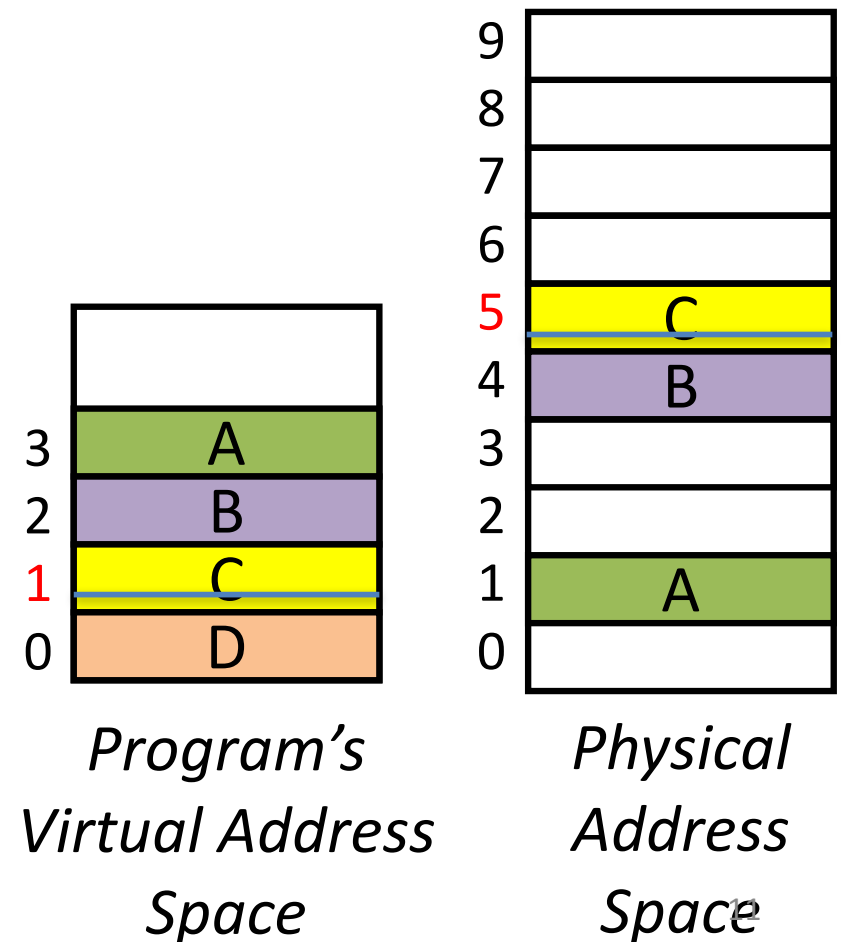 3 A
2 B
1 C
0 D
Program's
Virtual Address
Space
9
8
7
6
5 C
4 B
3
2
1 A
0
Physical
Address
Space
11